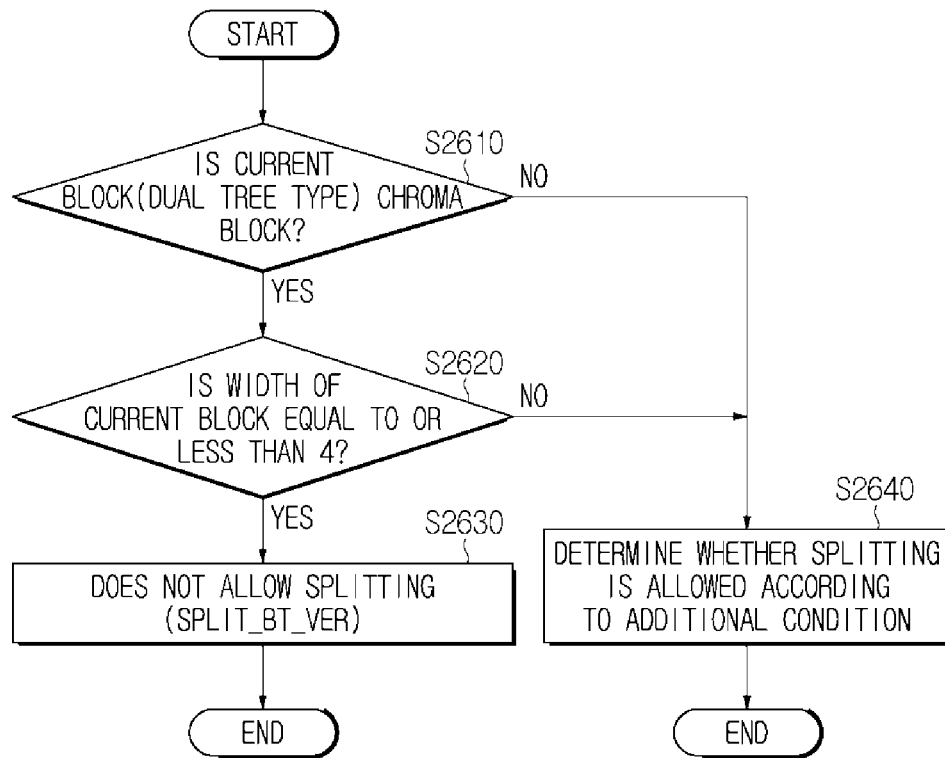 START
S2610
IS CURRENT
BLOCK(DUAL TREE TYPE) CHROMA
BLOCK?
NO
YES
S2620
IS WIDTH OF
CURRENT BLOCK EQUAL TO OR
LESS THAN 4?
NO
YES
S2630
DOES NOT ALLOW SPLITTING
(SPLIT_BT_VER)
S2640
DETERMINE WHETHER SPLITTING
IS ALLOWED ACCORDING
TO ADDITIONAL CONDITION
END
END